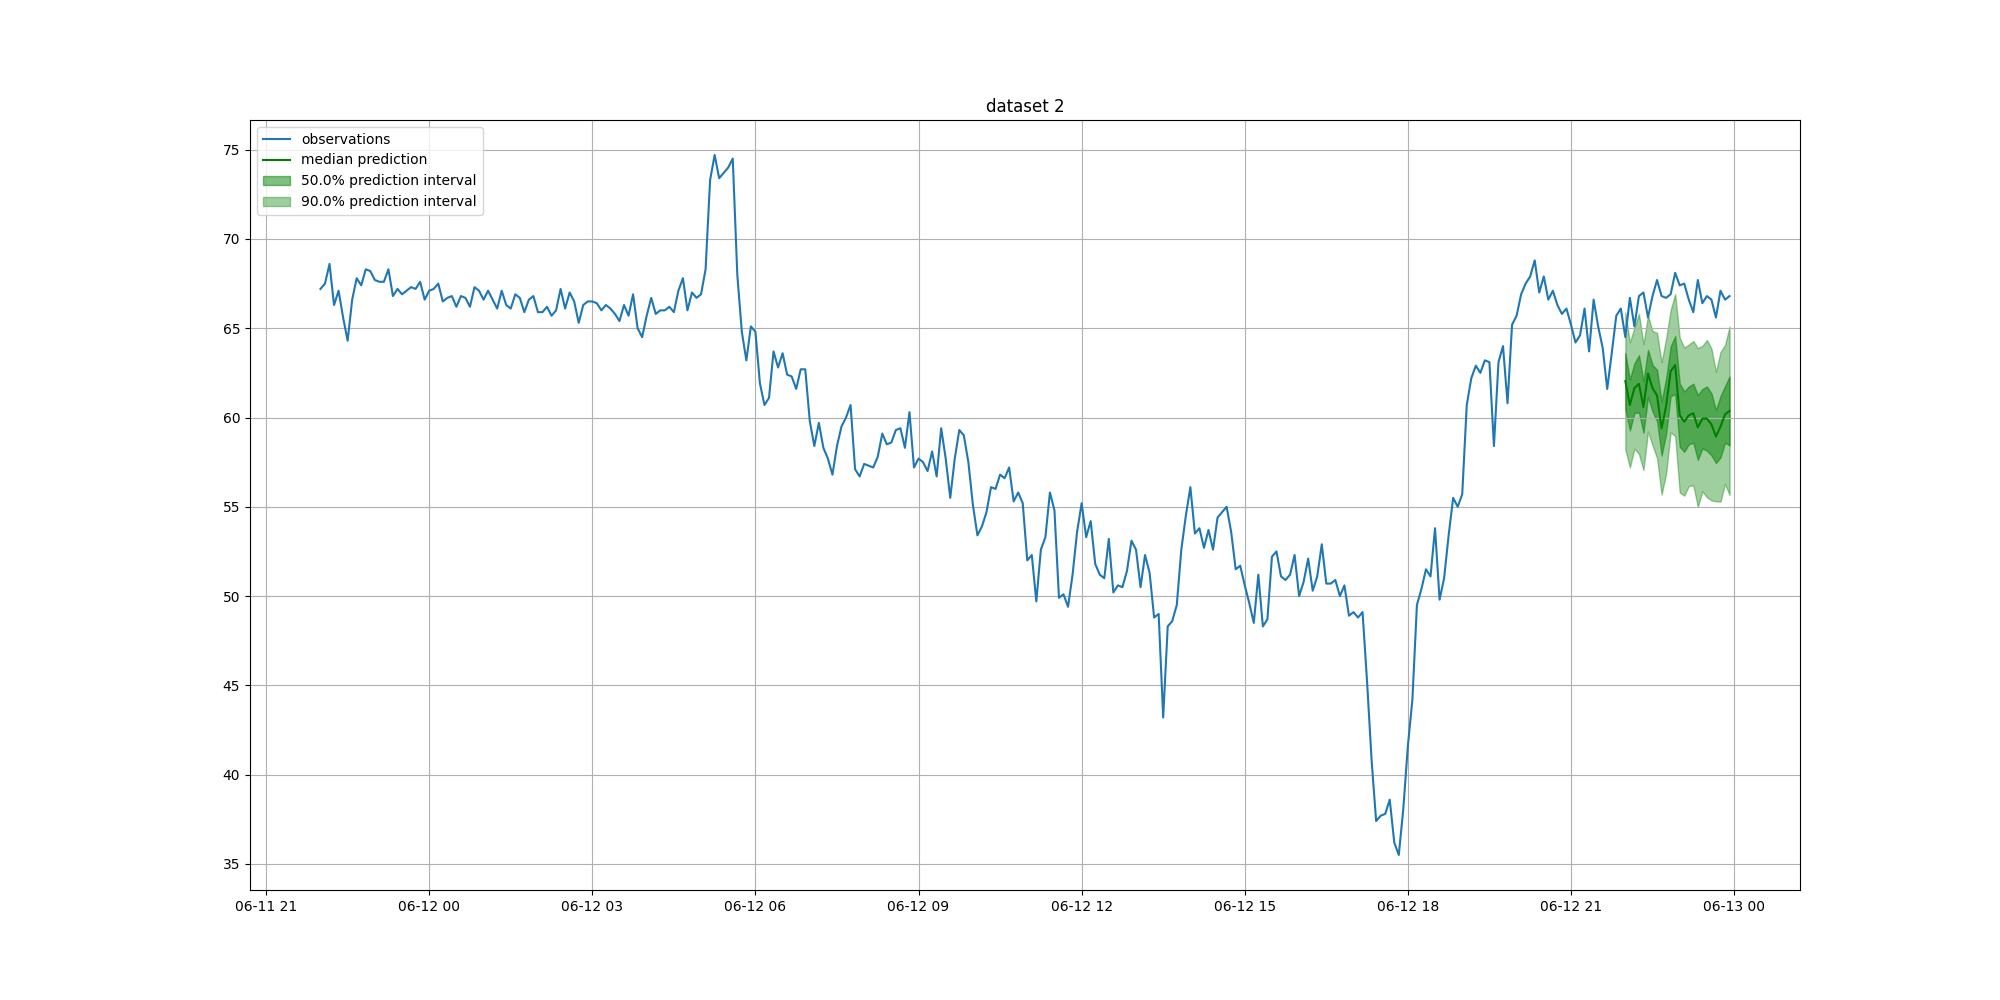 dataset 2
observations
median prediction
50.0% prediction interval
90.0% prediction interval
75
70
65
60
55
50
45
40
35
06-11 21 06-12 00 06-12 03 06-12 06 06-12 09 06-12 12 06-12 15 06-12 18 06-12 21 06-13 00